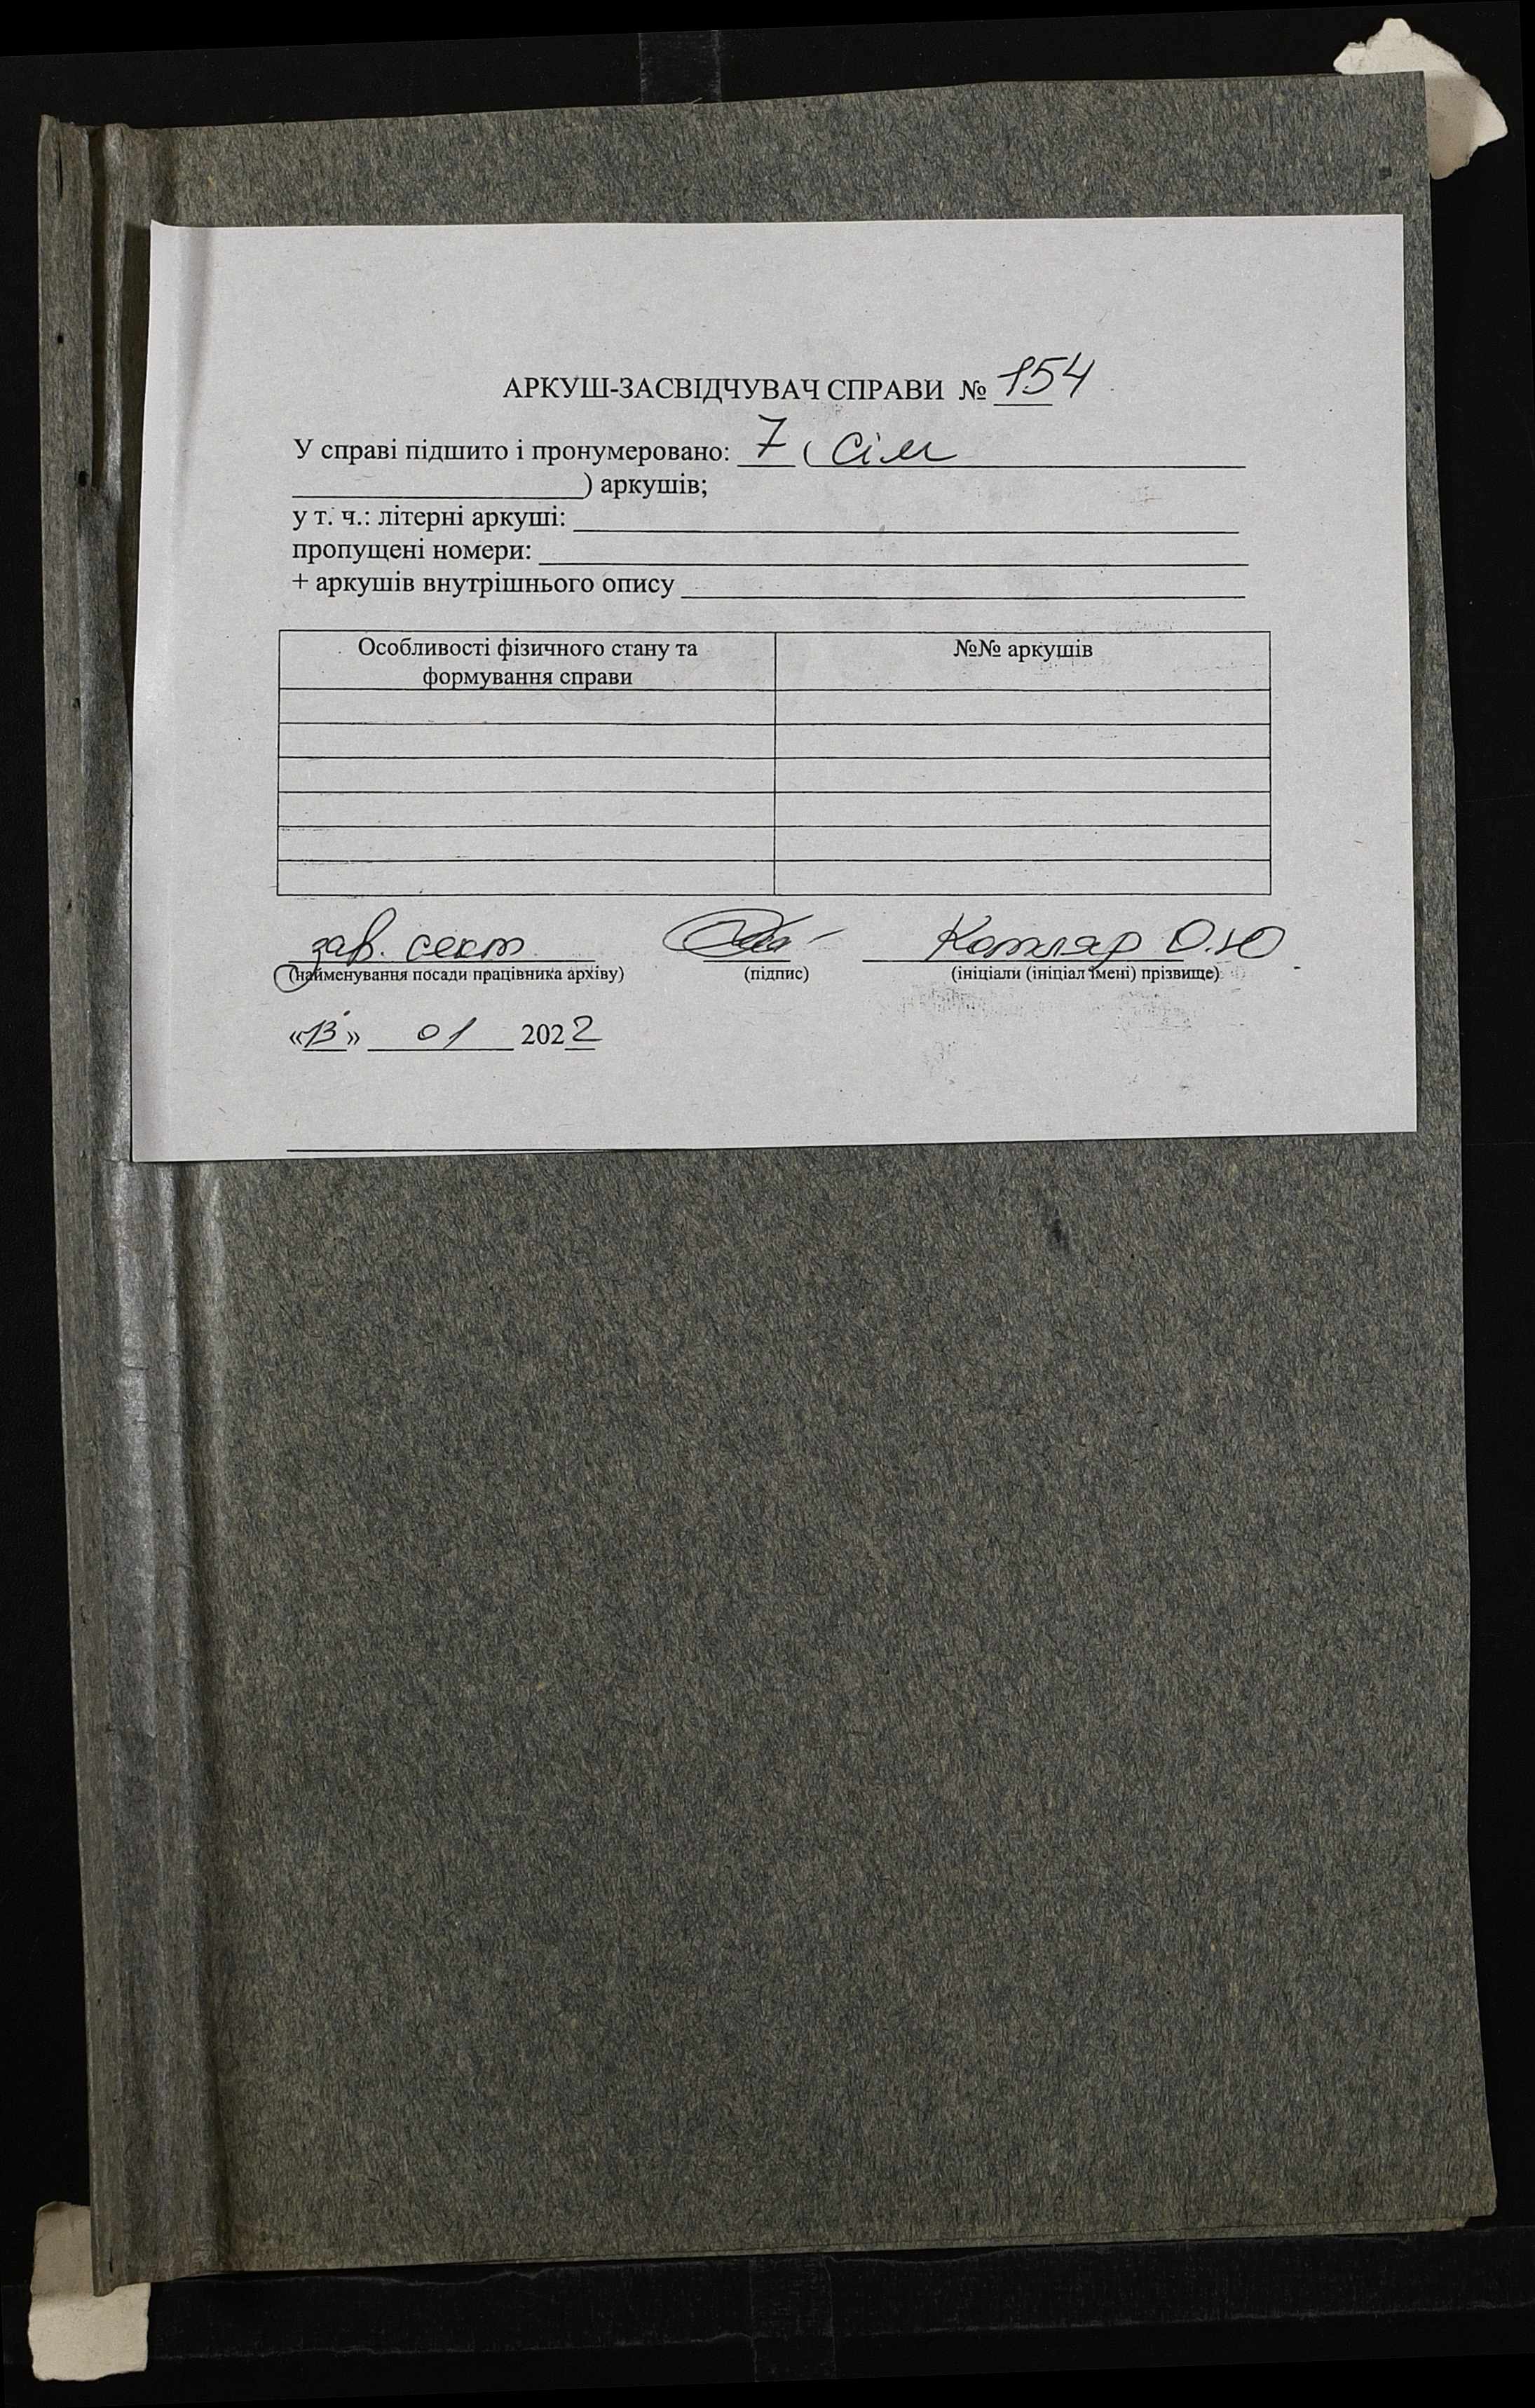 АРКУШ-ЗАСВІДЧУВАЧ СПРАВИ № 154
У справі підшито і пронумеровано: 7 ( сім
) аркушів;
у т. ч.: літерні аркуші:
пропущені номери:
+ аркушів внутрішнього опису
Особливості фізичного стану та формування справи	№№ аркушів
зав. сект Котляр О.Ю
(найменування посади працівника архіву) (підпис) (ініціали (ініціал імені) прізвище)
«13» 01 2022